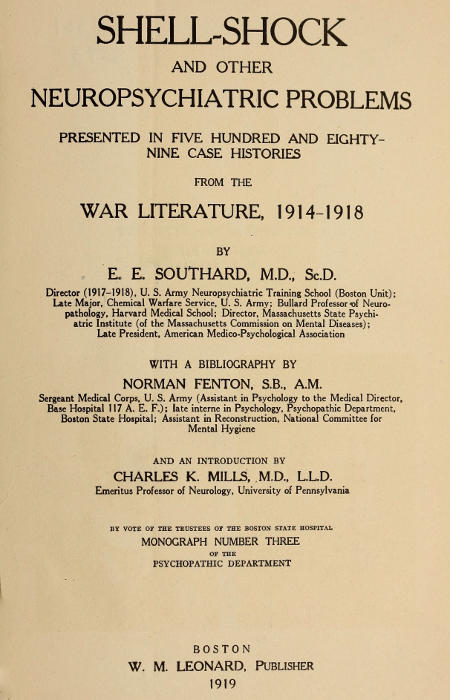 SHELL-SHOCK
AND OTHER
NEUROPSYCHIATRIC PROBLEMS
PRESENTED IN FIVE HUNDRED AND EIGHTY-
NINE CASE HISTORIES
FROM THE
WAR LITERATURE, 1914-1918
BY
E. E. SOUTHARD, M.D., Sc.D.
Director (1917-1918), U. S. Army Neuropsychiatric Training School (Boston Unit);
Late Major, Chemical Warfare Service, U. S. Army; Bullard Professor of Neuro-
pathology, Harvard Medical School; Director, Massachusetts State Psychi-
atric Institute (of the Massachusetts Commission on Mental Diseases);
Late President, American Medico-Psychological Association
WITH A BIBLIOGRAPHY BY
NORMAN FENTON, S.B., A.M.
Sergeant Medical Corps, U. S. Army (Assistant in Psychology to the Medical Director,
Base Hospital 117 A. E. F.); late interne in Psychology, Psychopathic Department,
Boston State Hospital; Assistant in Reconstruction, National Committee for
Mental Hygiene
AND AN INTRODUCTION BY
CHARLES K. MILLS, M.D., L.L.D.
Emeritus Professor of Neurology, University of Pennsylvania
BY VOTE OF THE TRUSTEES OF THE BOSTON STATE HOSPITAL
MONOGRAPH NUMBER THREE
OF THE
PSYCHOPATHIC DEPARTMENT
BOSTON
W. M. LEONARD, PUBLISHER
1919